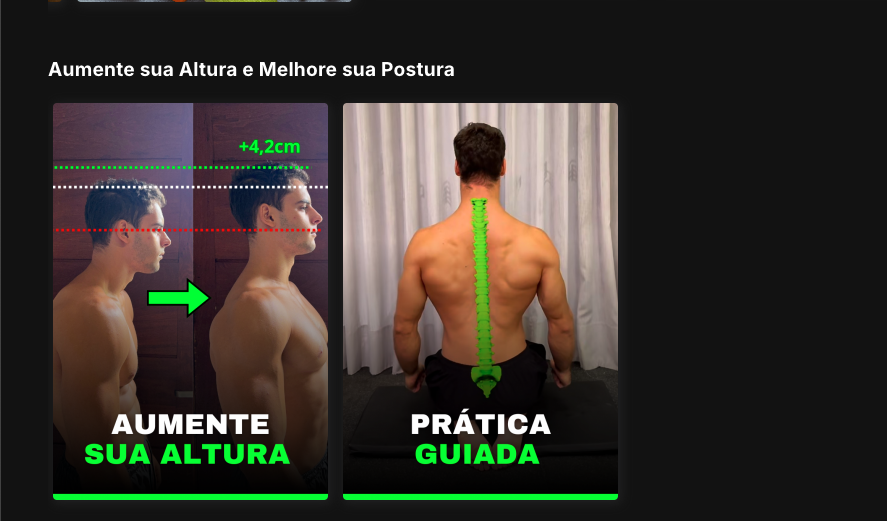 Aumente sua Altura e Melhore sua Postura
+4,2cm
AUMENTE
SUA ALTURA
PRÁTICA
GUIADA